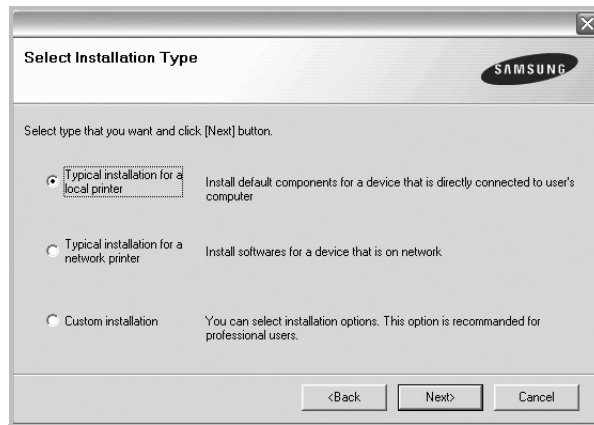 Select Installation Type
SAMSUNG
Select type that you want and click [Next] button.
Typical installation for a
local printer
Install default components for a device that is directly connected to user's
computer
Typical installation for a
network printer
Install softwares for a device that is on network
Custom installation
You can select installation options. This option is recommanded for
professional users.
<Back
Next>
Cancel